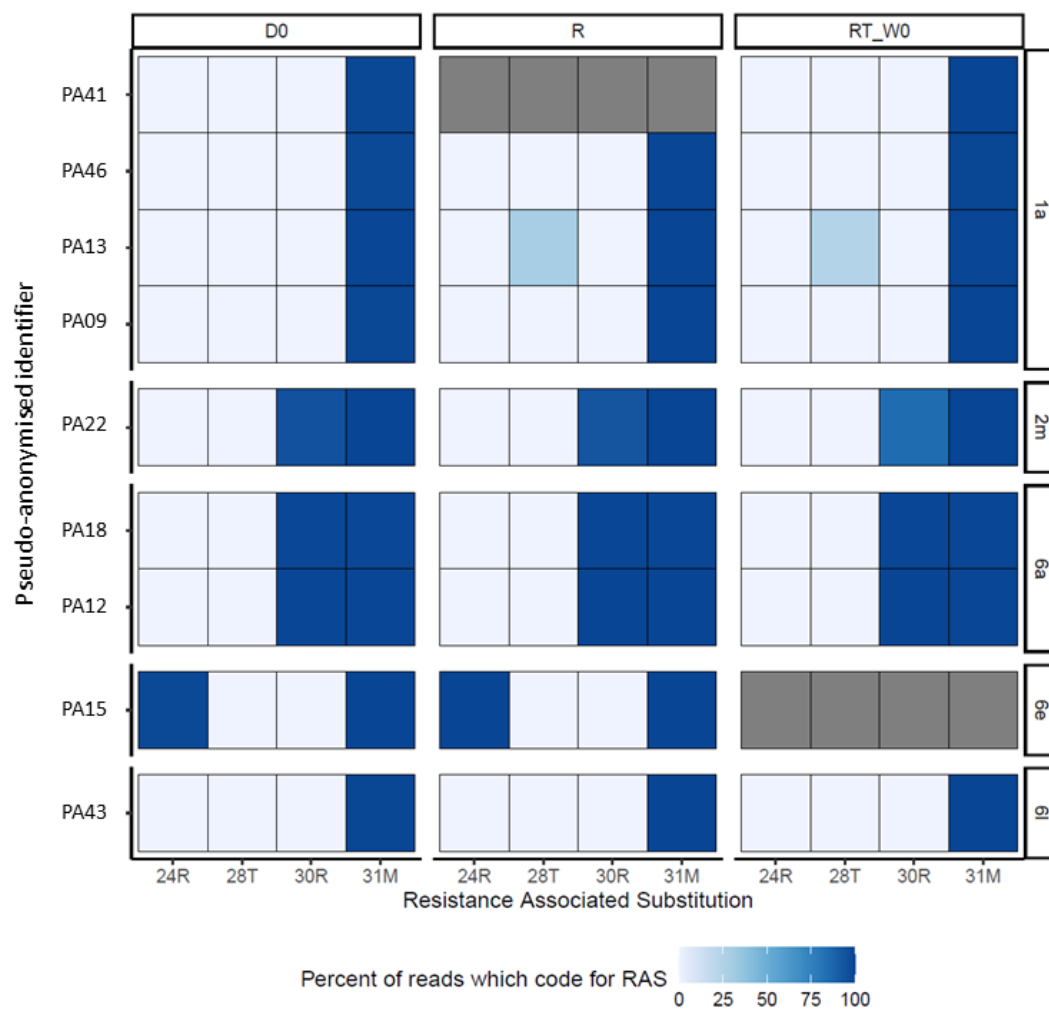 D0 R RT_W0
PA41
PA46
PA13
PA09
1a
PA22
2m
PA18
PA12
6a
PA15
6e
PA43
6l
Pseudo-anonymised identifier
24R 28T 30R 31M 24R 28T 30R 31M 24R 28T 30R 31M
Resistance Associated Substitution
Percent of reads which code for RAS
0 25 50 75 100